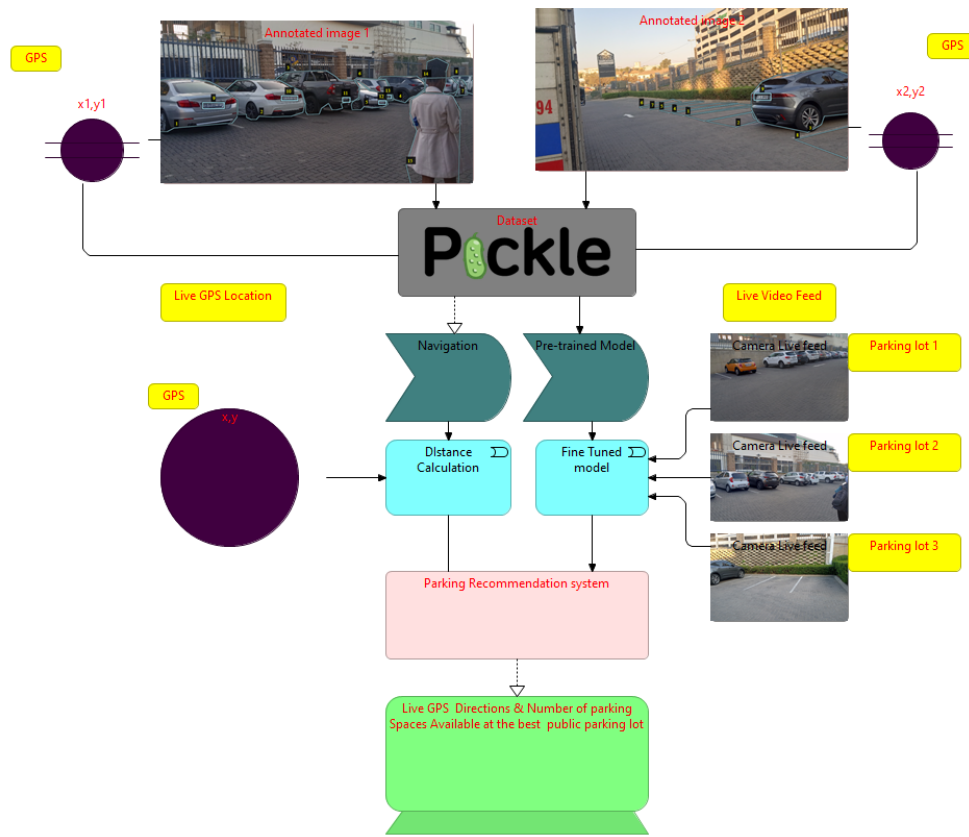 Annotated image 1
Annotated image 2
GPS
GPS
x1,y1
x2,y2
94
Dataset
Pickle
Live GPS Location
Live Video Feed
Navigation
Pre-trained Model
Camera Live feed
Parking lot 1
GPS
x,y
DIstance
Calculation
Fine Tuned
model
Camera Live feed
Parking lot 2
Camera Live feed
Parking lot 3
Parking Recommendation system
Live GPS  Directions & Number of parking
Spaces Available at the best  public parking lot